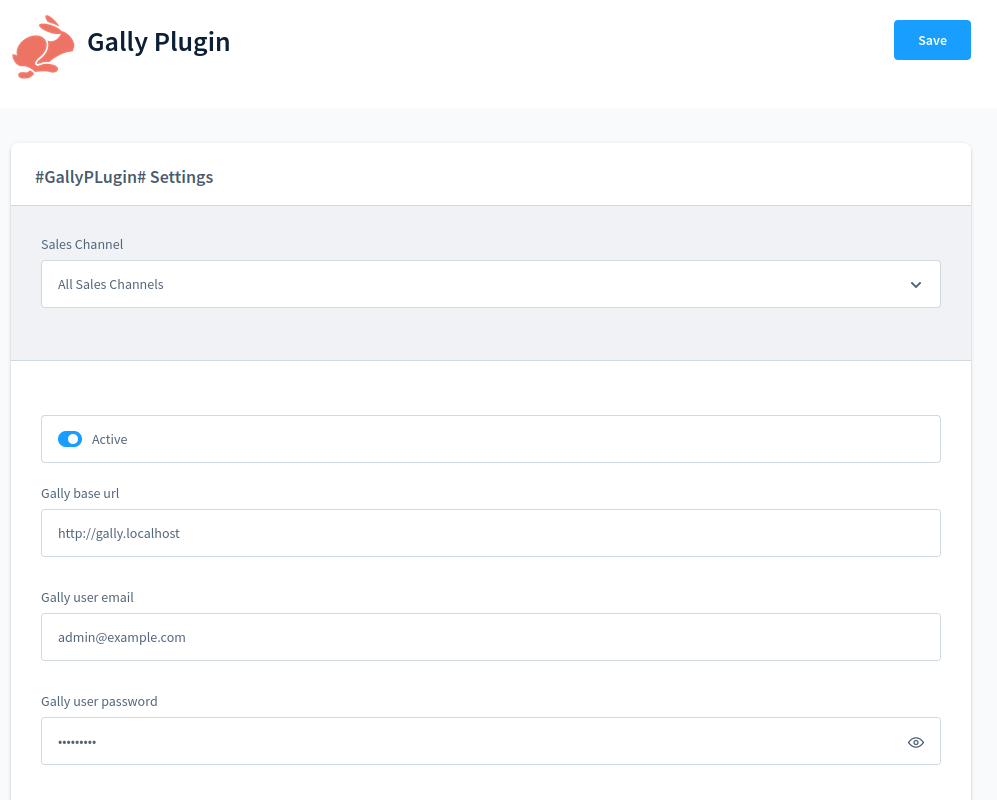 Gally Plugin
Save
#GallyPLugin# Settings
Sales Channel
All Sales Channels
Active
Gally base url
http://gally.localhost
Gally user email
admin@example.com
Gally user password
•••••••••